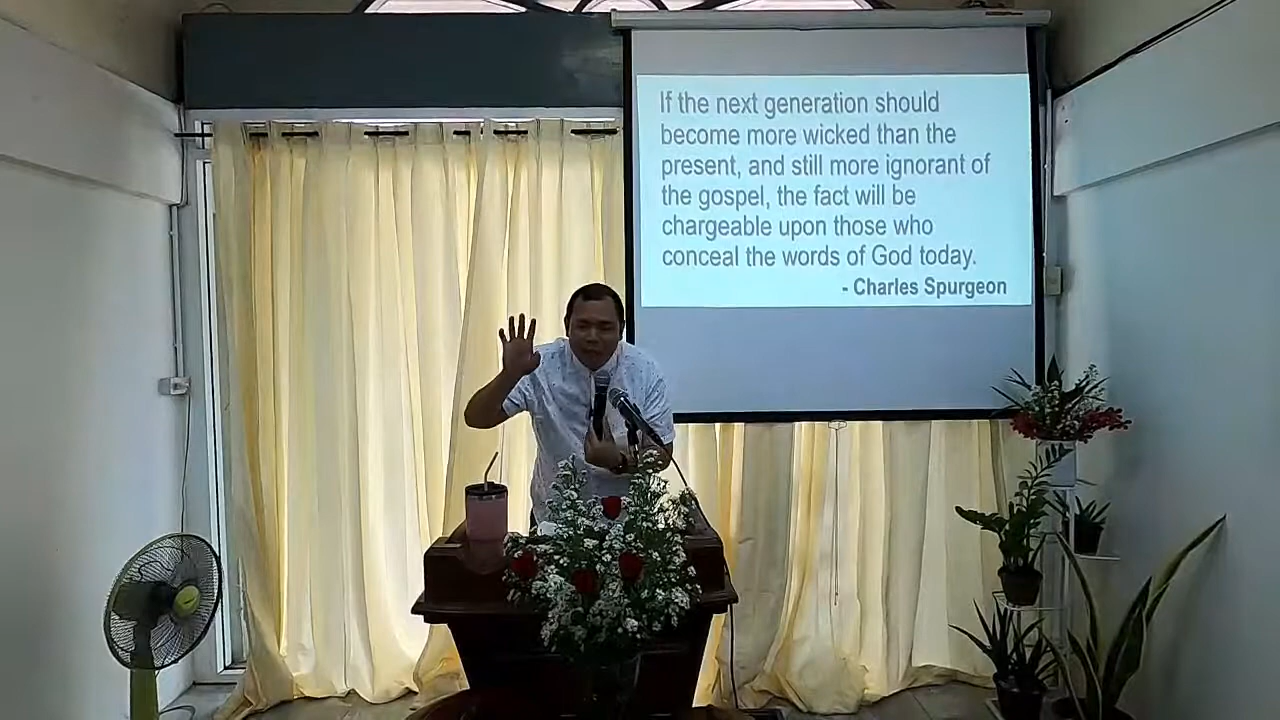 If the next generation should
become more wicked than the
present, and still more ignorant of
the gospel, the fact will be
chargeable upon those who
conceal the words of God today.
- Charles Spurgeon